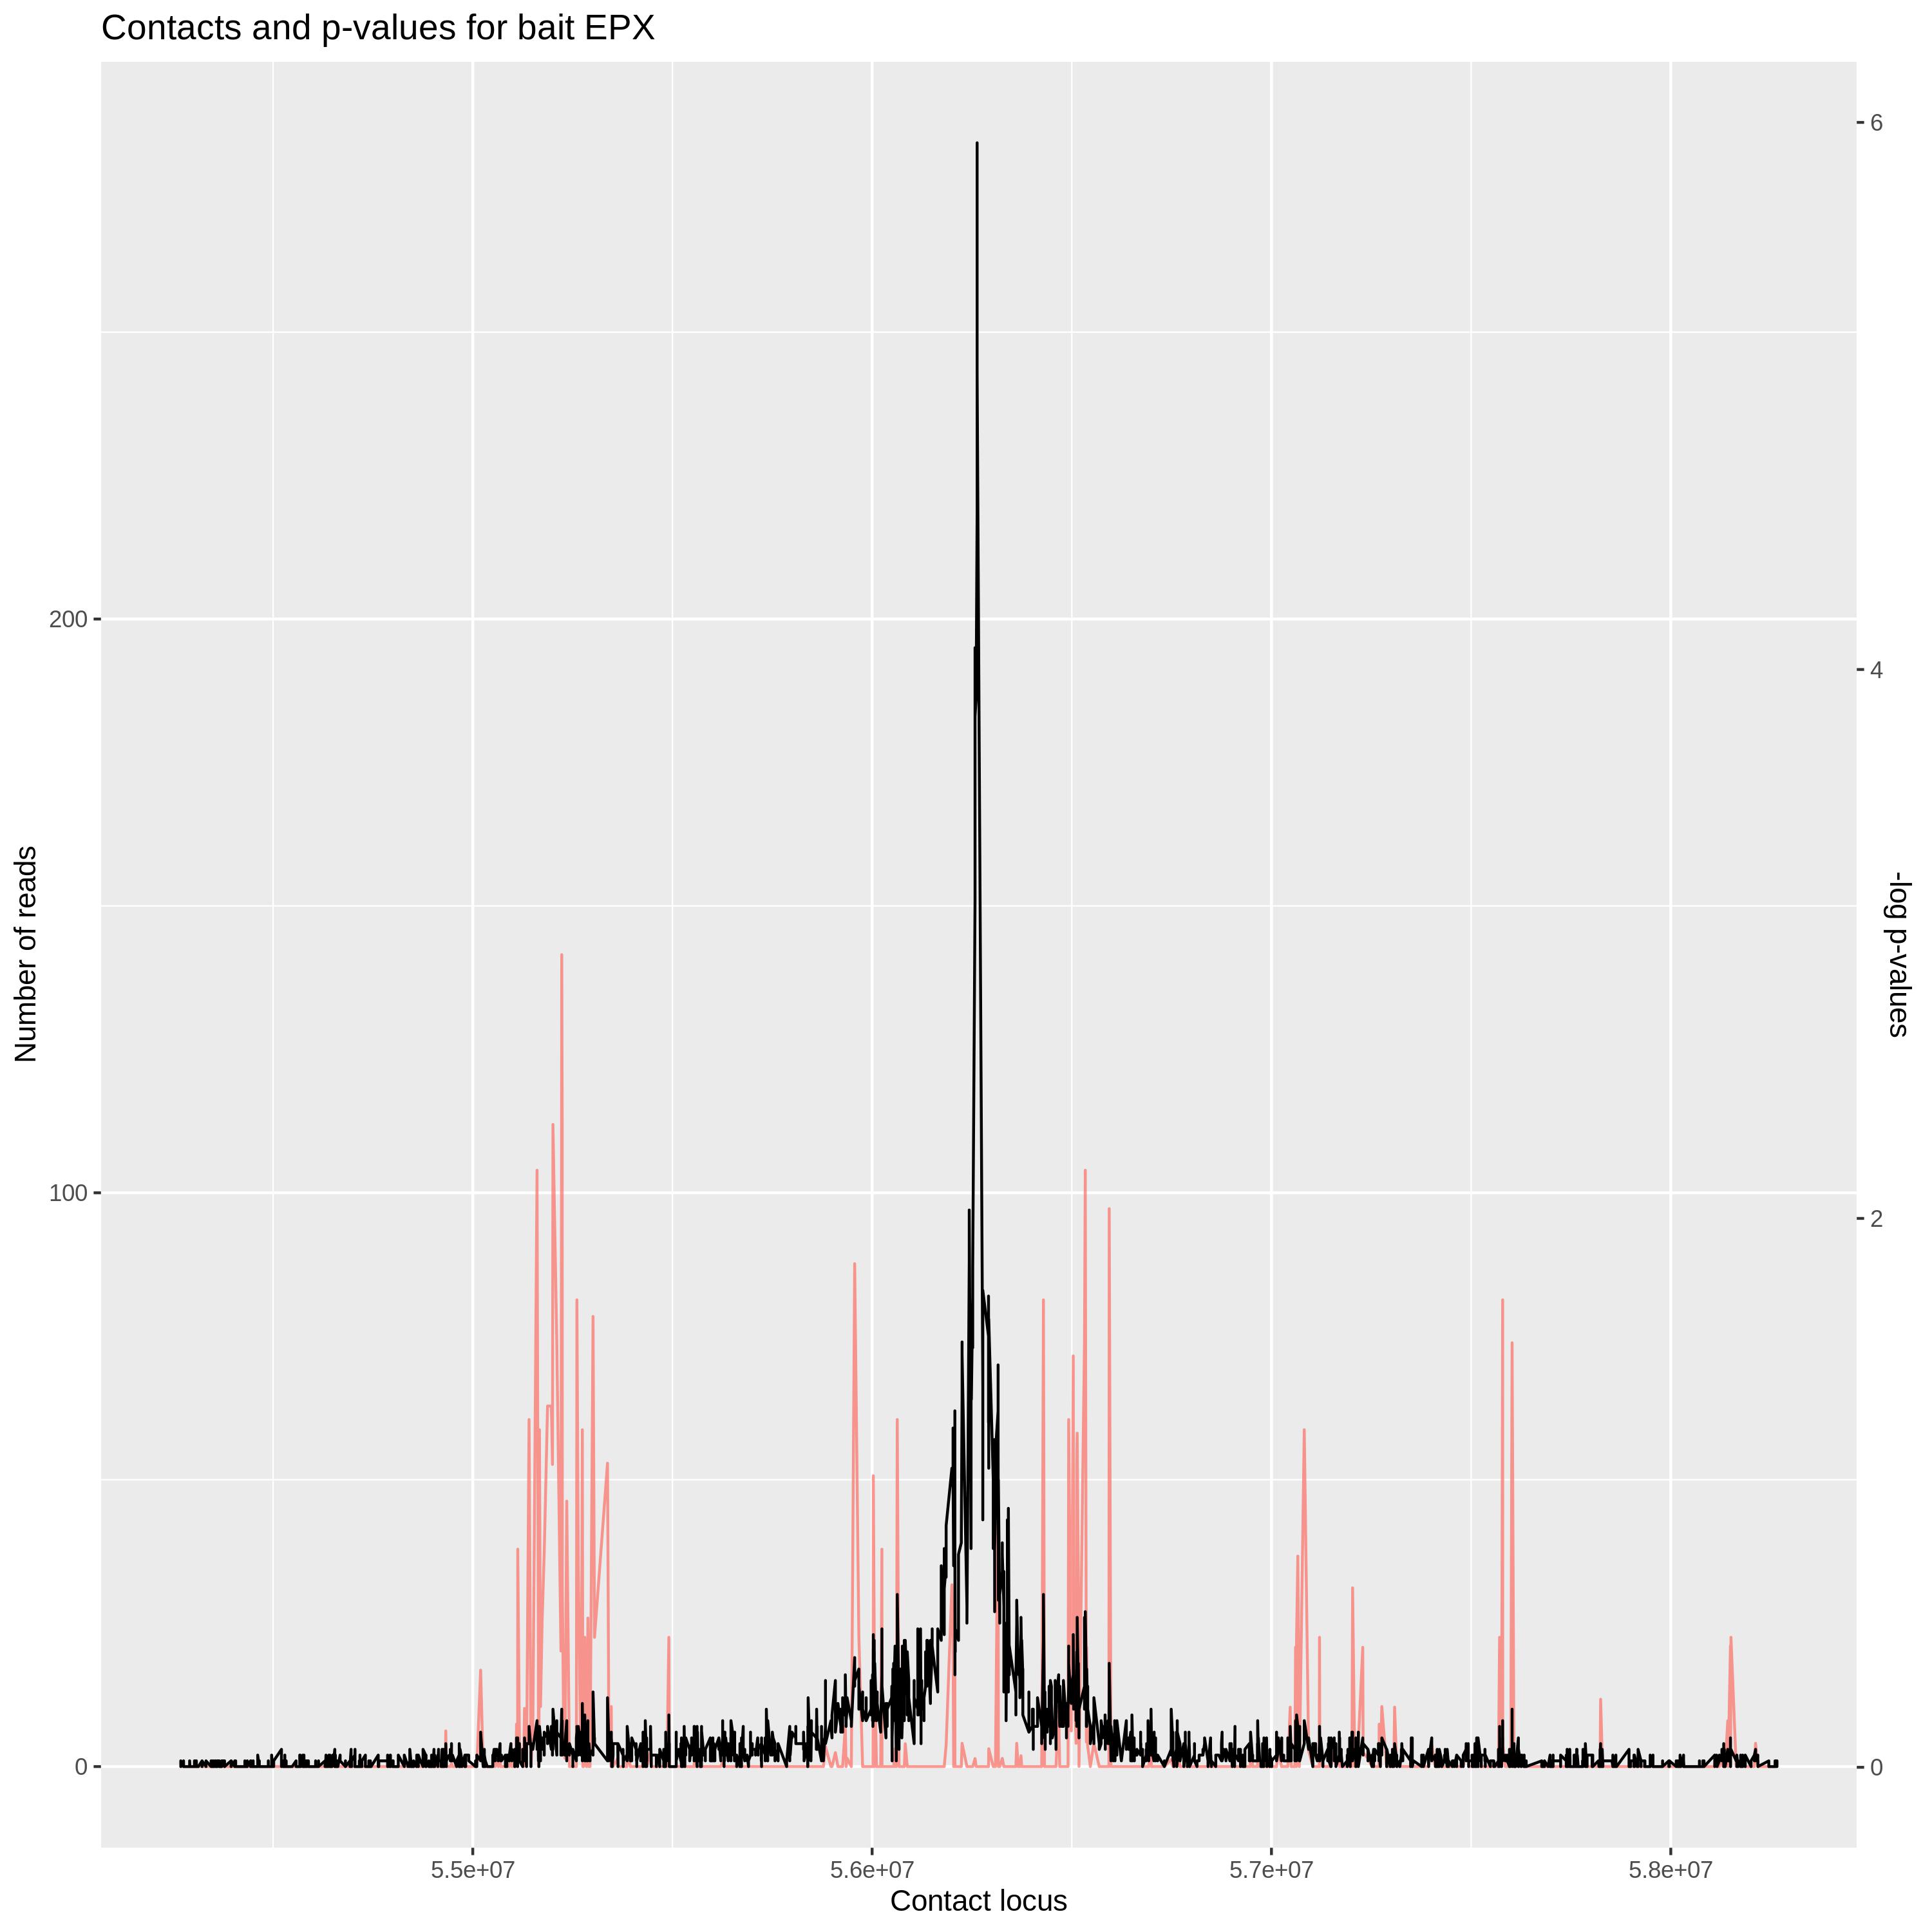 Contacts and p-values for bait EPX
Number of reads
200
100
0
6
4
2
0
-log p-values
5.5e+07
5.6e+07
5.7e+07
5.8e+07
Contact locus